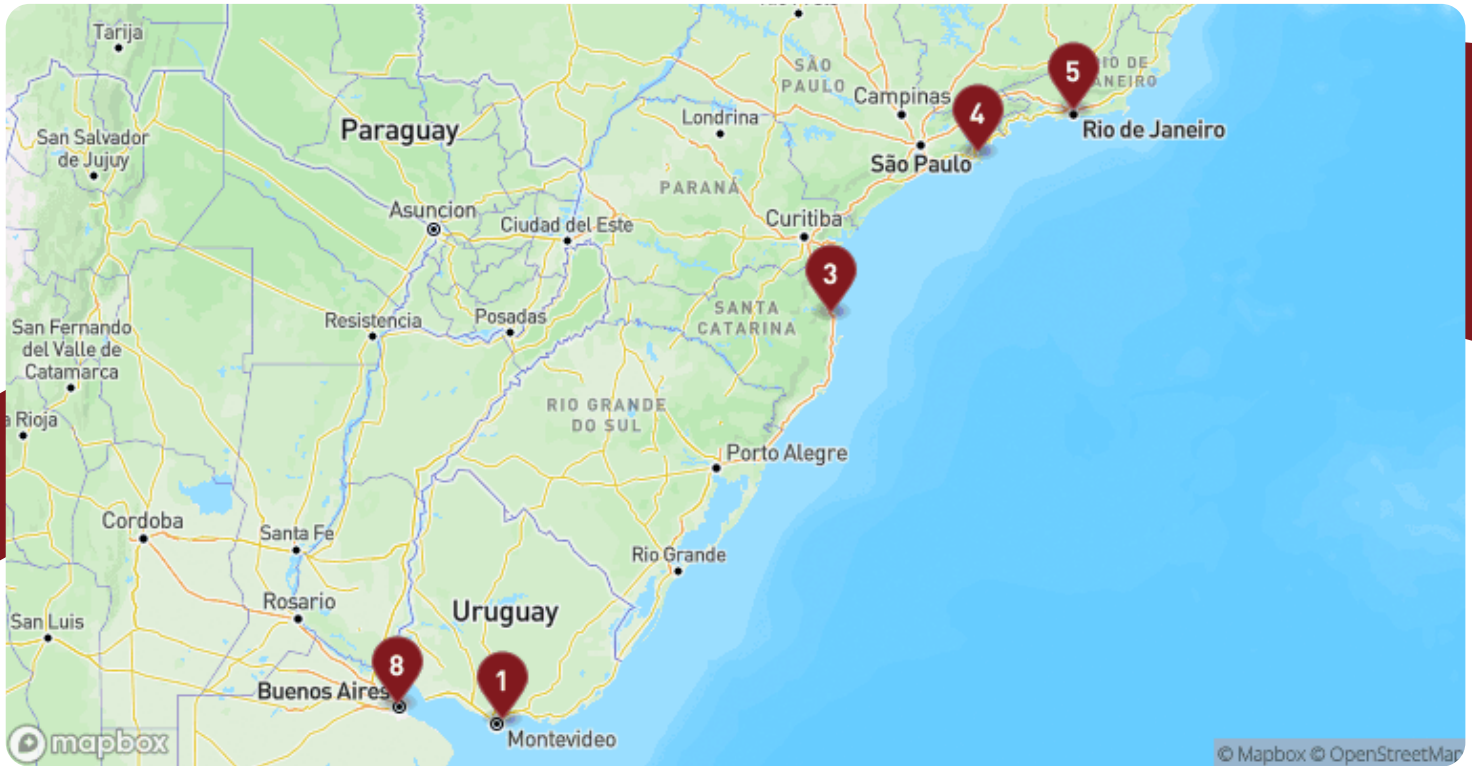 Tarija
SÃO
PAULO
5
RIO DE
ANEIRO
Campinas
4
Londrina
Rio de Janeiro
Paraguay
San Salvador
de Jujuy
São Paulo
PARANÁ
Asuncion
Ciudad del Este
Curitiba
3
SANTA
CATARINA
Resistencia
Posadas
San Fernando
del Valle de
Catamarca
RIO GRANDE
DO SUL
a Rioja
Porto Alegre
Cordoba
Santa Fe
Rio Grande
Rosario
Uruguay
San Luis
8
1
Buenos Aires
Montevideo
mapbox
© Mapbox © OpenStreetMap